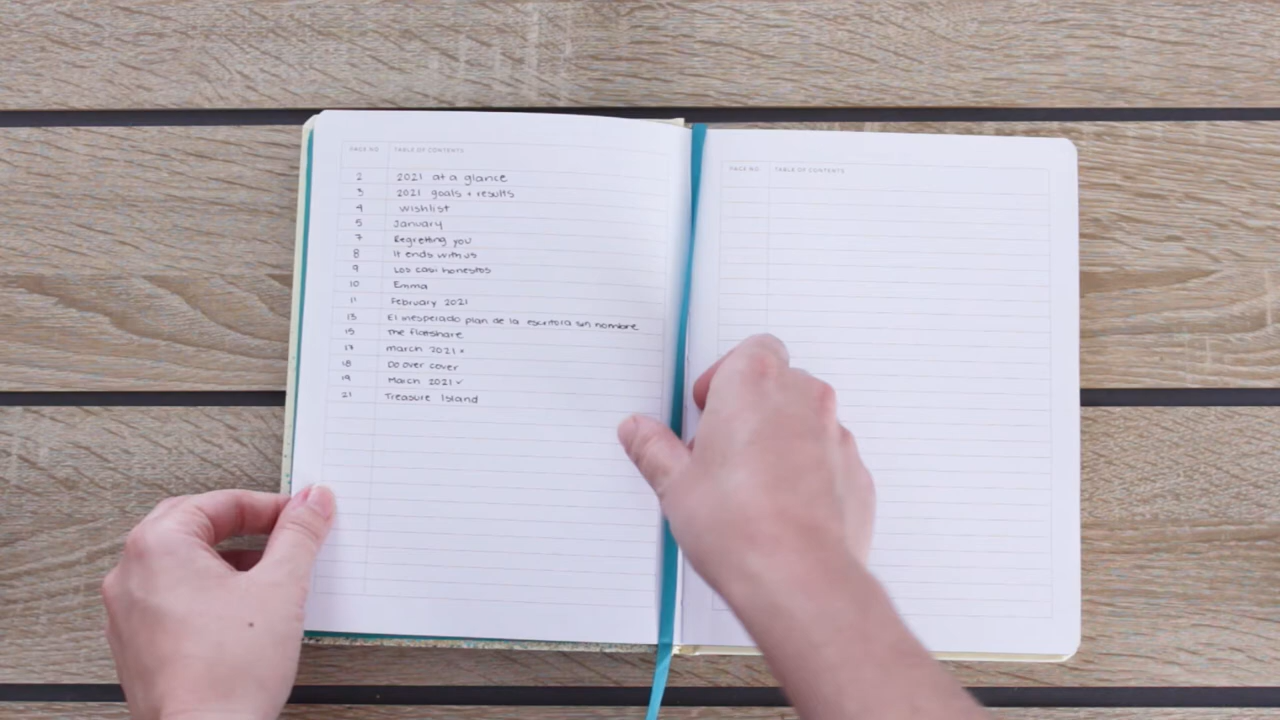 PAGE NO. TABLE OF CONTENTS
2 2021 at a glance
3 2021 goals + results
4 wishlist
5 January
7 Regretting you
8 It ends with us
9 Los casi honestos
10 Emma
11 February 2021
13 El inesperado plan de la escritora sin nombre
15 The flatshare
17 March 2021 x
18 Do over cover
19 March 2021 ✓
21 Treasure Island
PAGE NO. TABLE OF CONTENTS